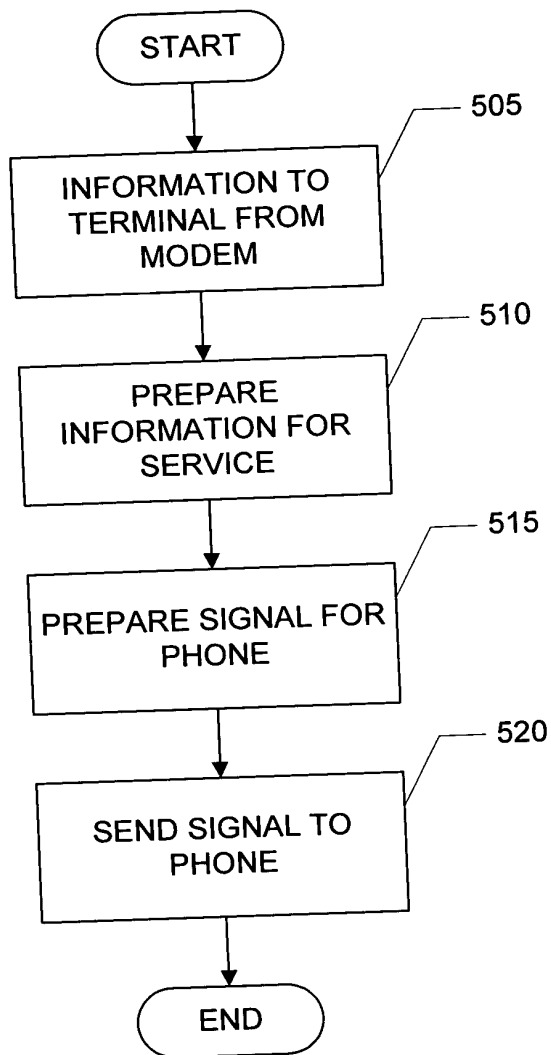 START
505
INFORMATION TO
TERMINAL FROM
MODEM
510
PREPARE
INFORMATION FOR
SERVICE
515
PREPARE SIGNAL FOR
PHONE
520
SEND SIGNAL TO
PHONE
END